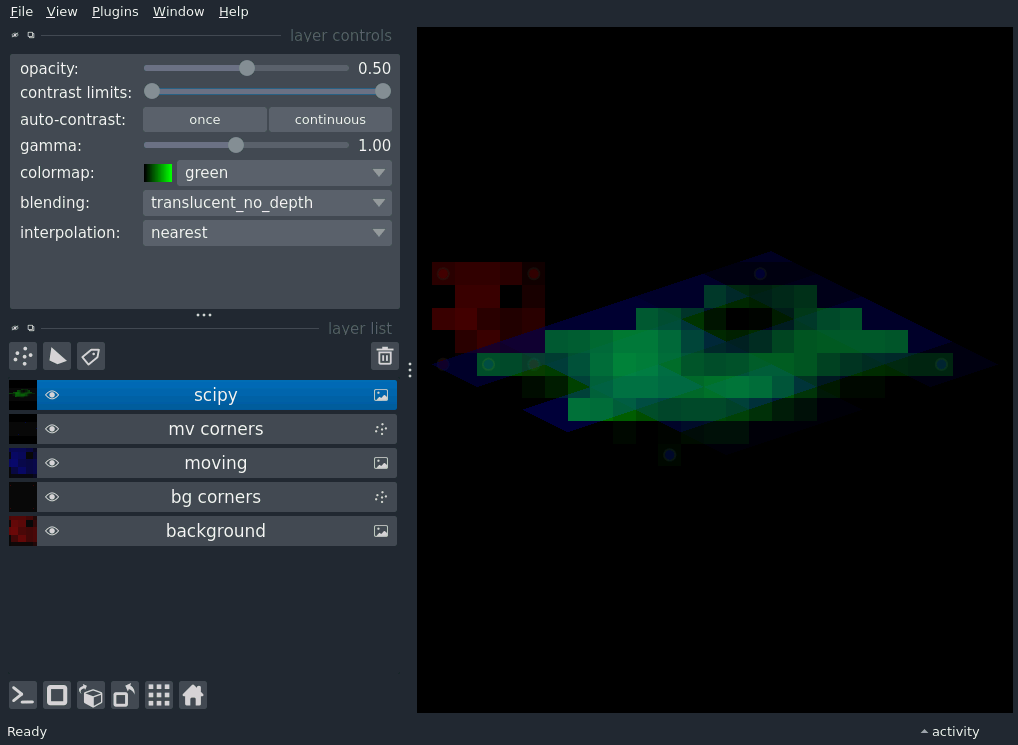 File View Plugins Window Help
layer controls
opacity: 0.50
contrast limits:
auto-contrast: once continuous
gamma: 1.00
colormap: green
blending: translucent_no_depth
interpolation: nearest
layer list
scipy
mv corners
moving
bg corners
background
Ready activity